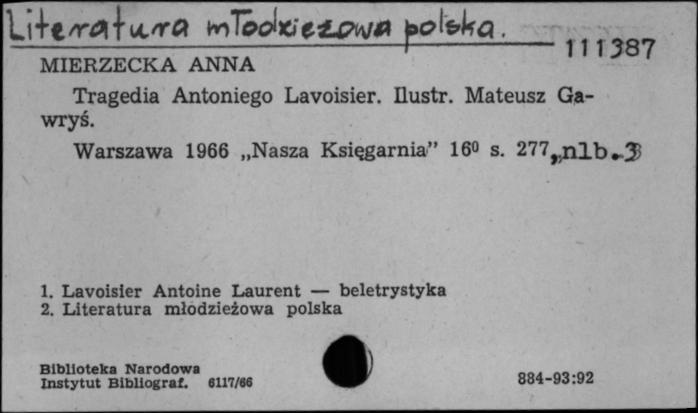 Literatura młodzieżowa polska.
111387
MIERZECKA ANNA
Tragedia Antoniego Lavoisier. Ilustr. Mateusz Ga-
wryś.
Warszawa 1966 „Nasza Księgarnia” 16⁰ s. 277, nlb. 3
1. Lavoisier Antoine Laurent — beletrystyka
2. Literatura młodzieżowa polska
Biblioteka Narodowa
Instytut Bibliograf. 6117/66
884-93:92